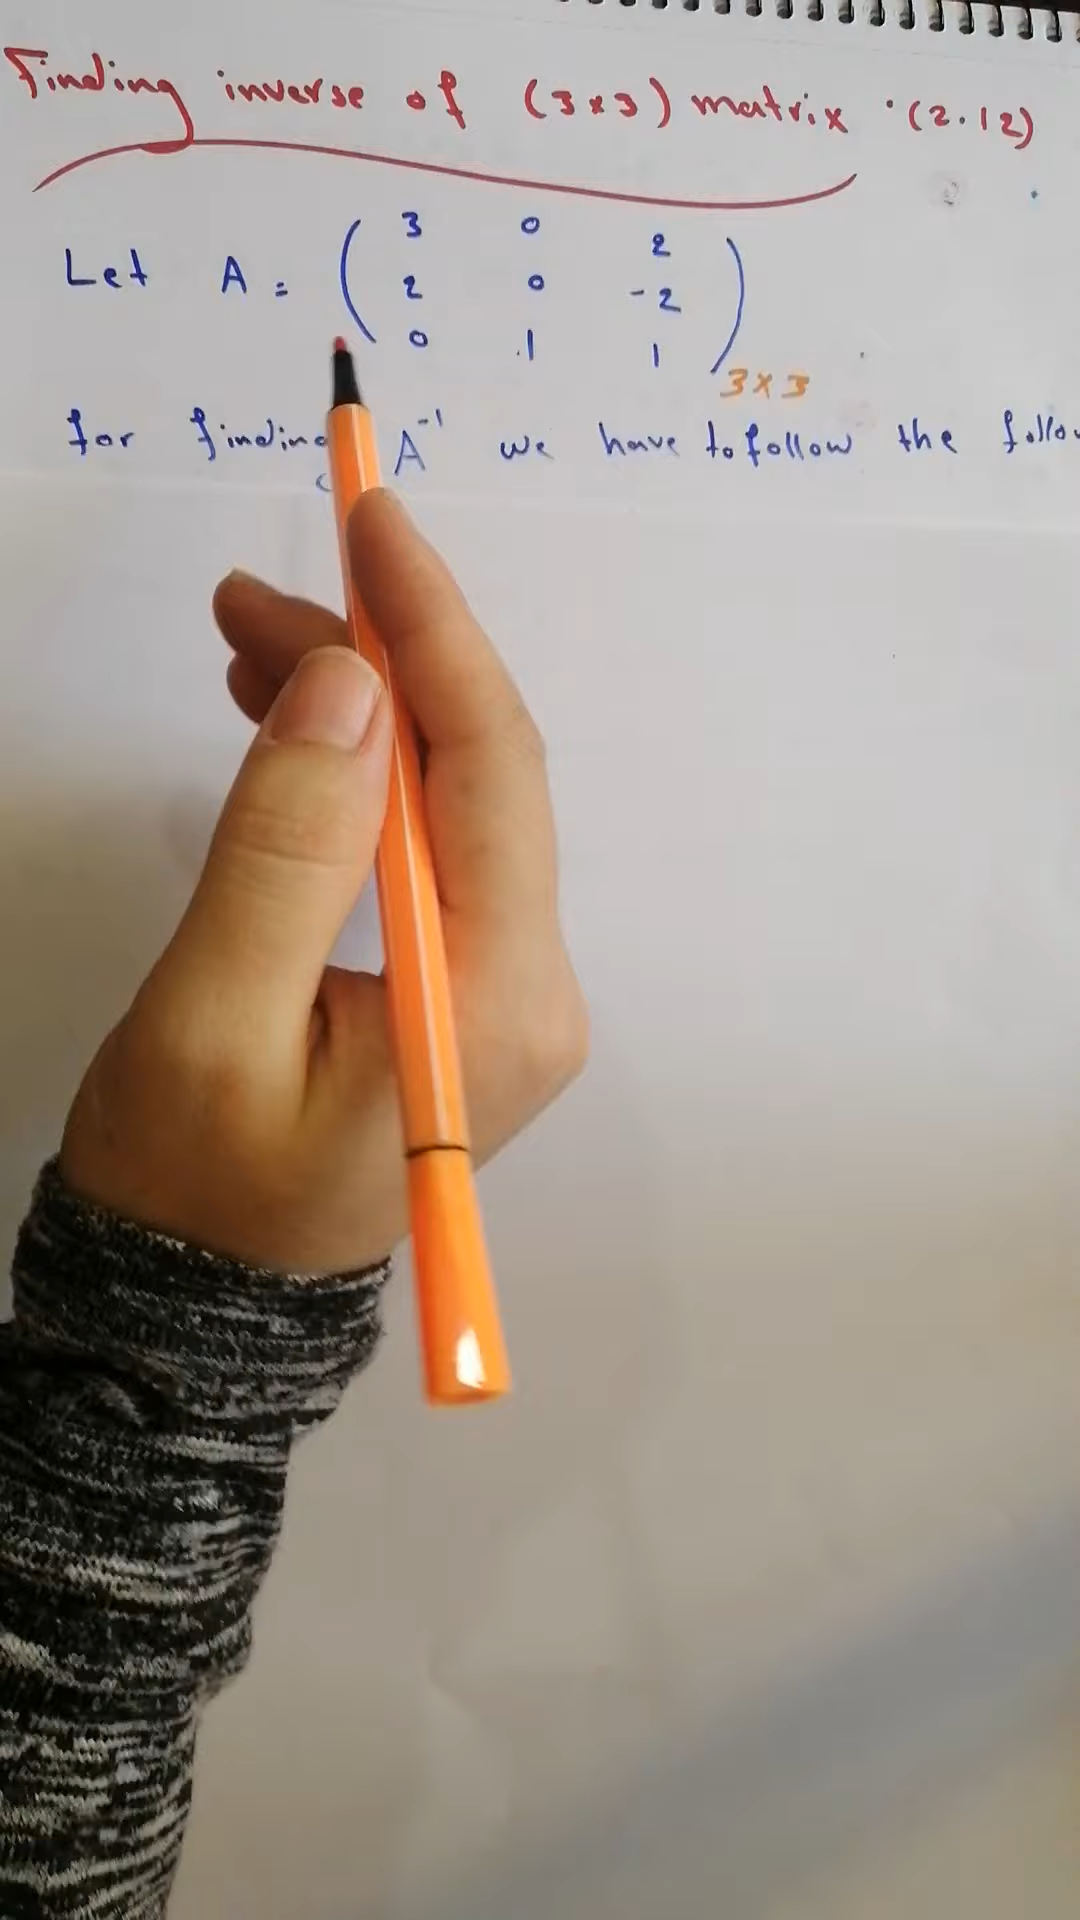 Finding inverse of (3×3) matrix (2.12)
Let A = ( 3 0 2
2 0 -2
0 1 1 ) 3×3
for finding A⁻¹ we have to follow the